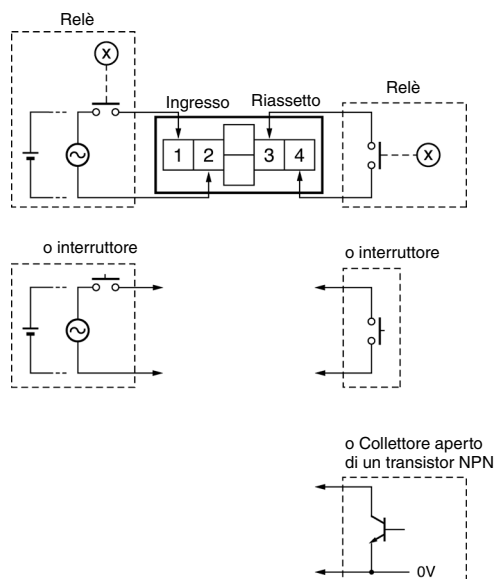 Relè
X
Ingresso Riassetto
Relè
1 2 3 4
X
o interruttore
o interruttore
o Collettore aperto
di un transistor NPN
0V